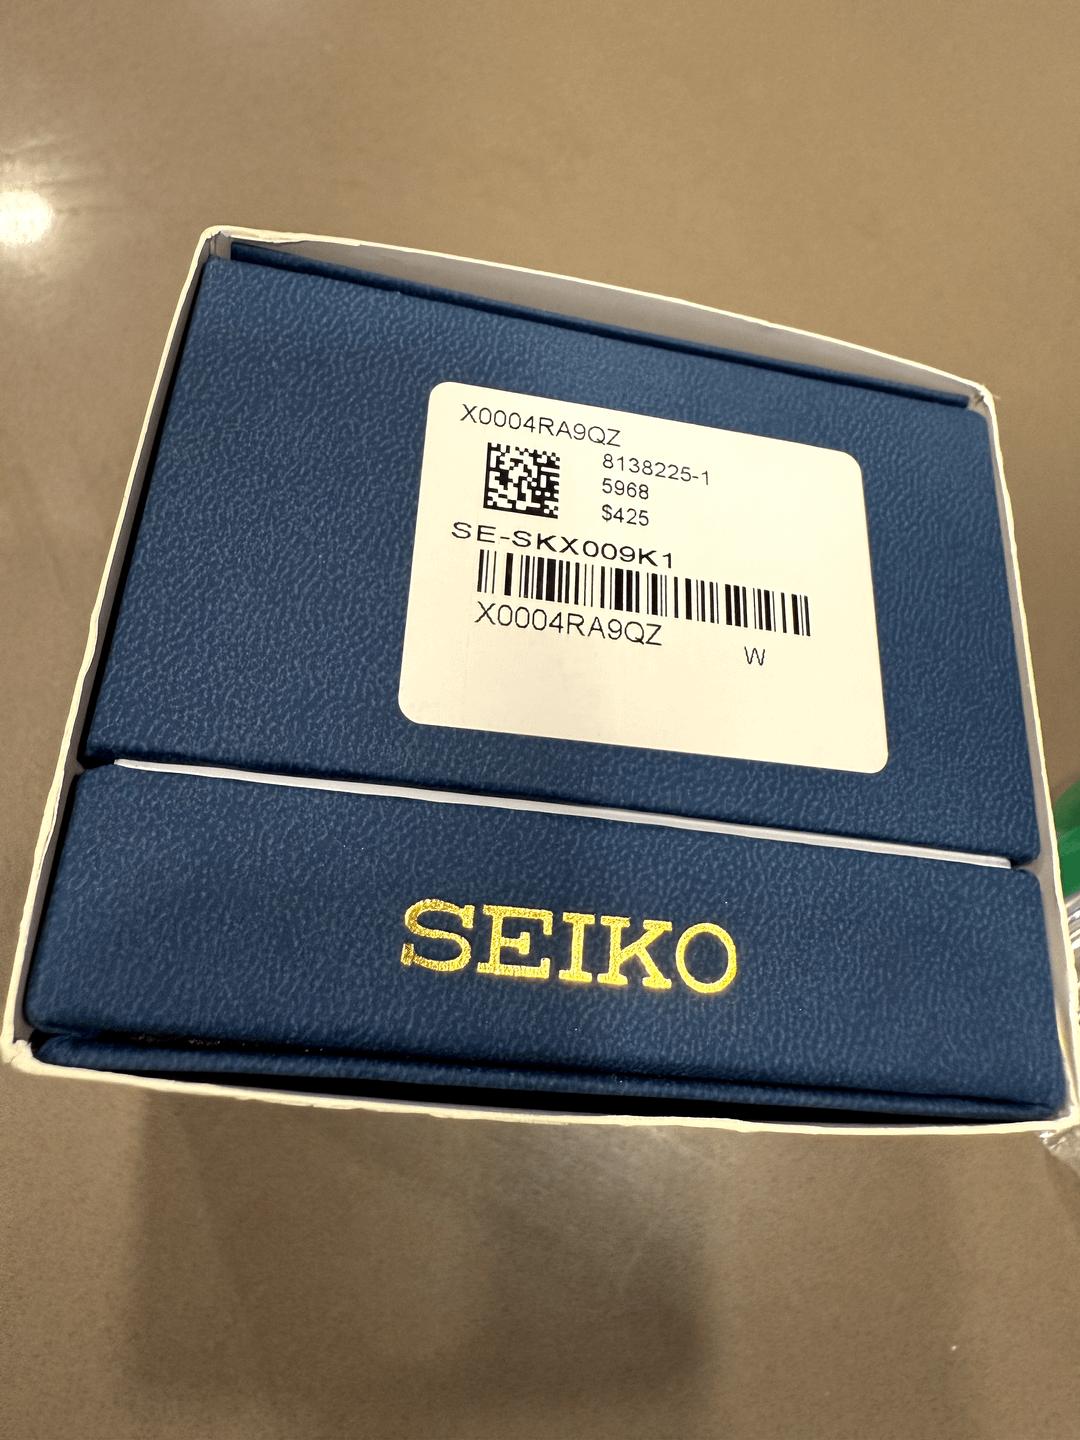 X0004RA9QZ
8138225-1
5968
$425
SE-SKX009K1
X0004RA9QZ
W
SEIKO